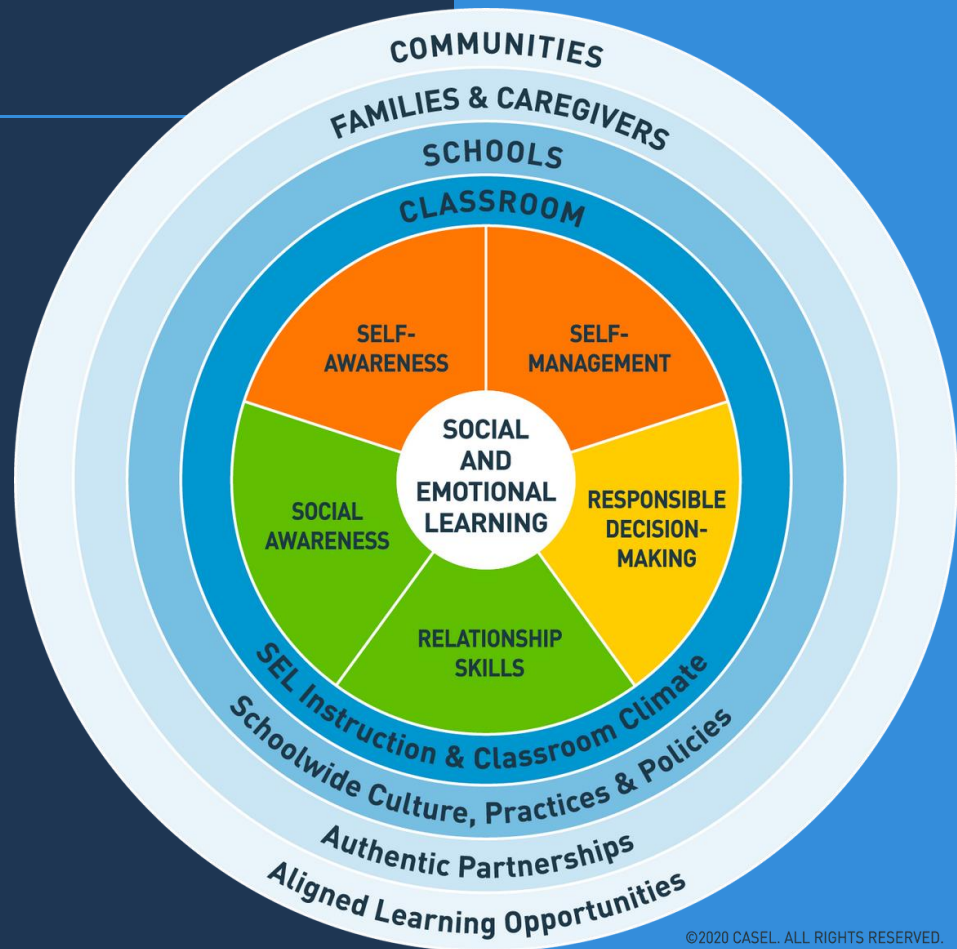 COMMUNITIES
FAMILIES & CAREGIVERS
SCHOOLS
CLASSROOM
SELF-
AWARENESS
SELF-
MANAGEMENT
SOCIAL
AND
EMOTIONAL
LEARNING
SOCIAL
AWARENESS
RESPONSIBLE
DECISION-
MAKING
RELATIONSHIP
SKILLS
SEL Instruction & Classroom Climate
Schoolwide Culture, Practices & Policies
Authentic Partnerships
Aligned Learning Opportunities
©2020 CASEL. ALL RIGHTS RESERVED.